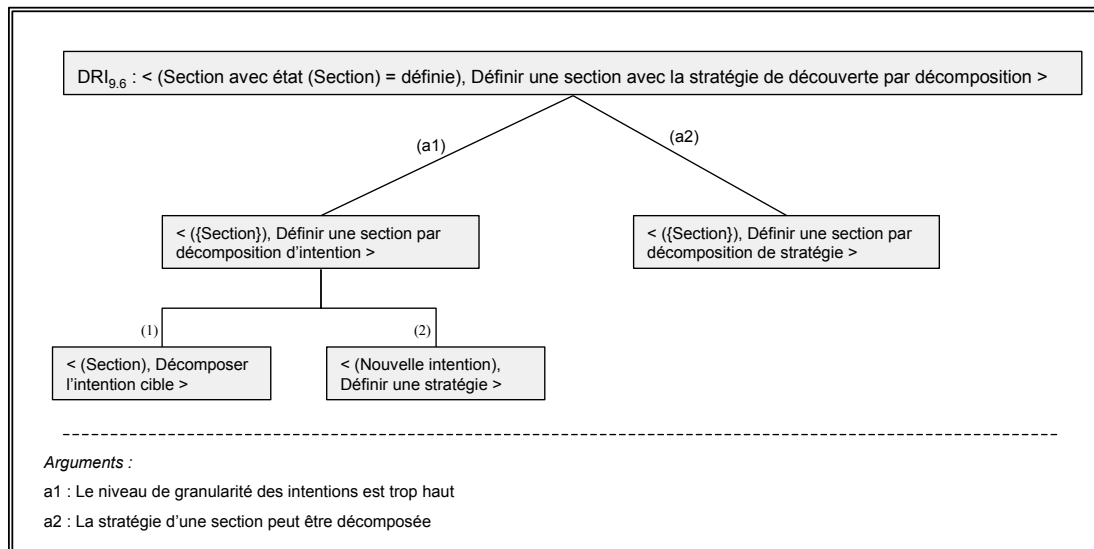 DRI9.6 : < (Section avec état (Section) = définie), Définir une section avec la stratégie de découverte par décomposition >
(a1)
(a2)
< ({Section}), Définir une section par
décomposition d’intention >
< ({Section}), Définir une section par
décomposition de stratégie >
(1)
(2)
< (Section), Décomposer
l’intention cible >
< (Nouvelle intention),
Définir une stratégie >
Arguments :
a1 : Le niveau de granularité des intentions est trop haut
a2 : La stratégie d’une section peut être décomposée